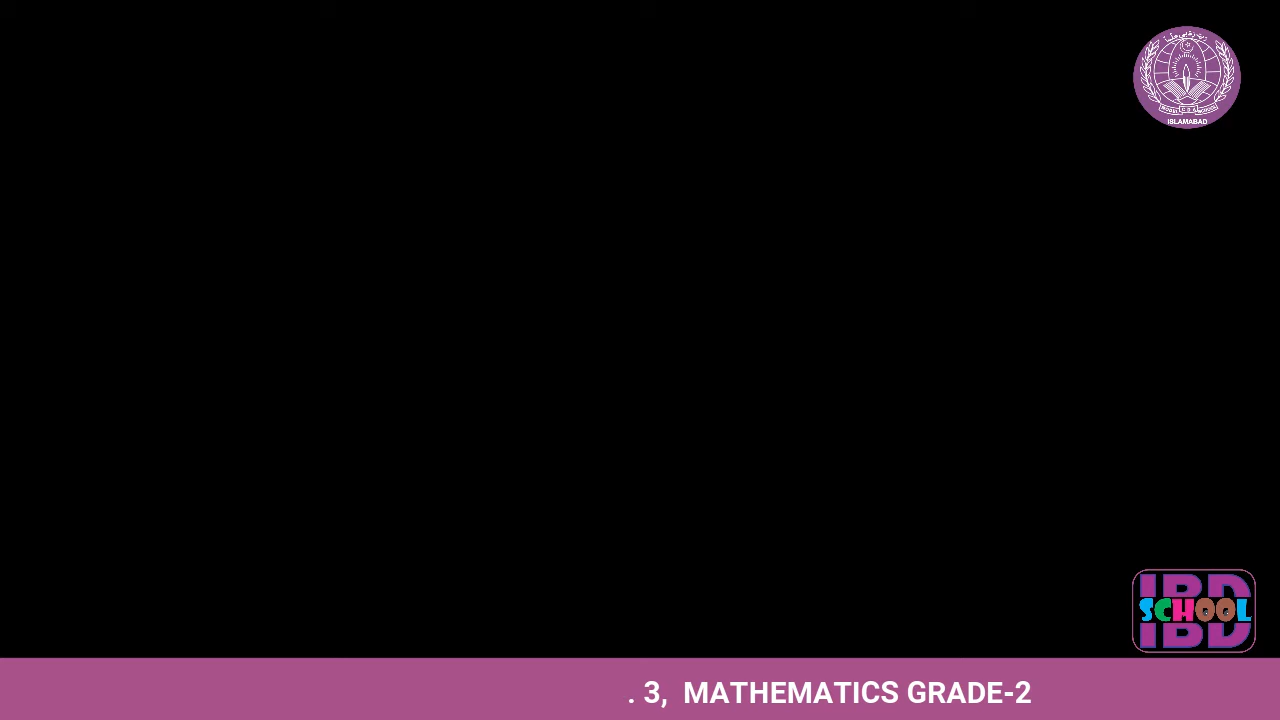 ISLAMABAD
IBD
SCHOOL
IBD
. 3, MATHEMATICS GRADE-2